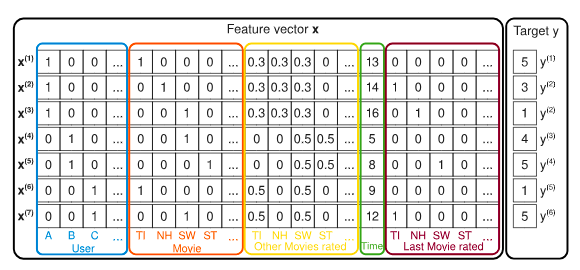 Feature vector x Target y
x(1) 1 0 0 ... 1 0 0 0 ... 0.3 0.3 0.3 0 ... 13 0 0 0 0 ... 5 y(1)
x(2) 1 0 0 ... 0 1 0 0 ... 0.3 0.3 0.3 0 ... 14 1 0 0 0 ... 3 y(2)
x(3) 1 0 0 ... 0 0 1 0 ... 0.3 0.3 0.3 0 ... 16 0 1 0 0 ... 1 y(2)
x(4) 0 1 0 ... 0 0 1 0 ... 0 0 0.5 0.5 ... 5 0 0 0 0 ... 4 y(3)
x(5) 0 1 0 ... 0 0 0 1 ... 0 0 0.5 0.5 ... 8 0 0 1 0 ... 5 y(4)
x(6) 0 0 1 ... 1 0 0 0 ... 0.5 0 0.5 0 ... 9 0 0 0 0 ... 1 y(5)
x(7) 0 0 1 ... 0 0 1 0 ... 0.5 0 0.5 0 ... 12 1 0 0 0 ... 5 y(6)
A B C ... TI NH SW ST ... TI NH SW ST ... TI NH SW ST ...
User Movie Other Movies rated Time Last Movie rated